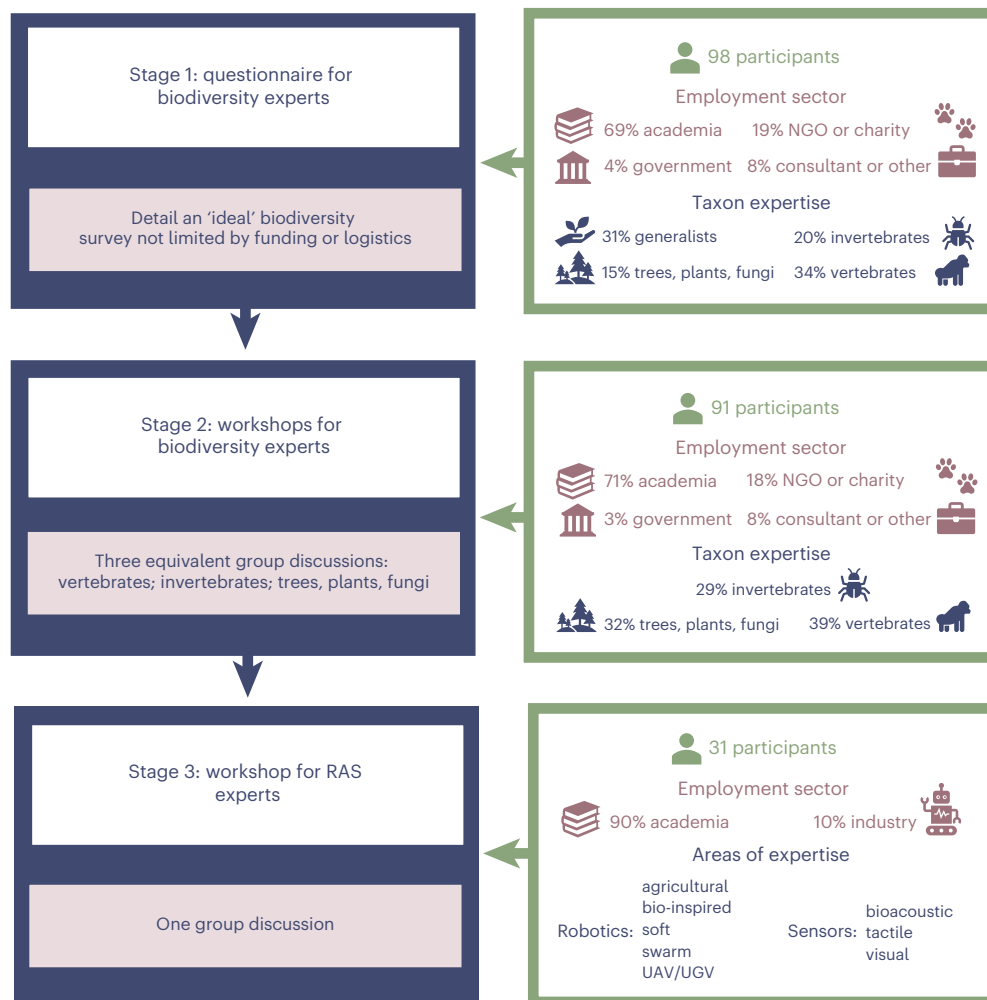 Stage 1: questionnaire for
biodiversity experts
Detail an ‘ideal’ biodiversity
survey not limited by funding or logistics
98 participants
Employment sector
69% academia 19% NGO or charity
4% government 8% consultant or other
Taxon expertise
31% generalists 20% invertebrates
15% trees, plants, fungi 34% vertebrates
Stage 2: workshops for
biodiversity experts
Three equivalent group discussions:
vertebrates; invertebrates; trees, plants, fungi
91 participants
Employment sector
71% academia 18% NGO or charity
3% government 8% consultant or other
Taxon expertise
29% invertebrates
32% trees, plants, fungi 39% vertebrates
Stage 3: workshop for RAS
experts
One group discussion
31 participants
Employment sector
90% academia 10% industry
Areas of expertise
Robotics:
agricultural
bio-inspired
soft
swarm
UAV/UGV
Sensors:
bioacoustic
tactile
visual